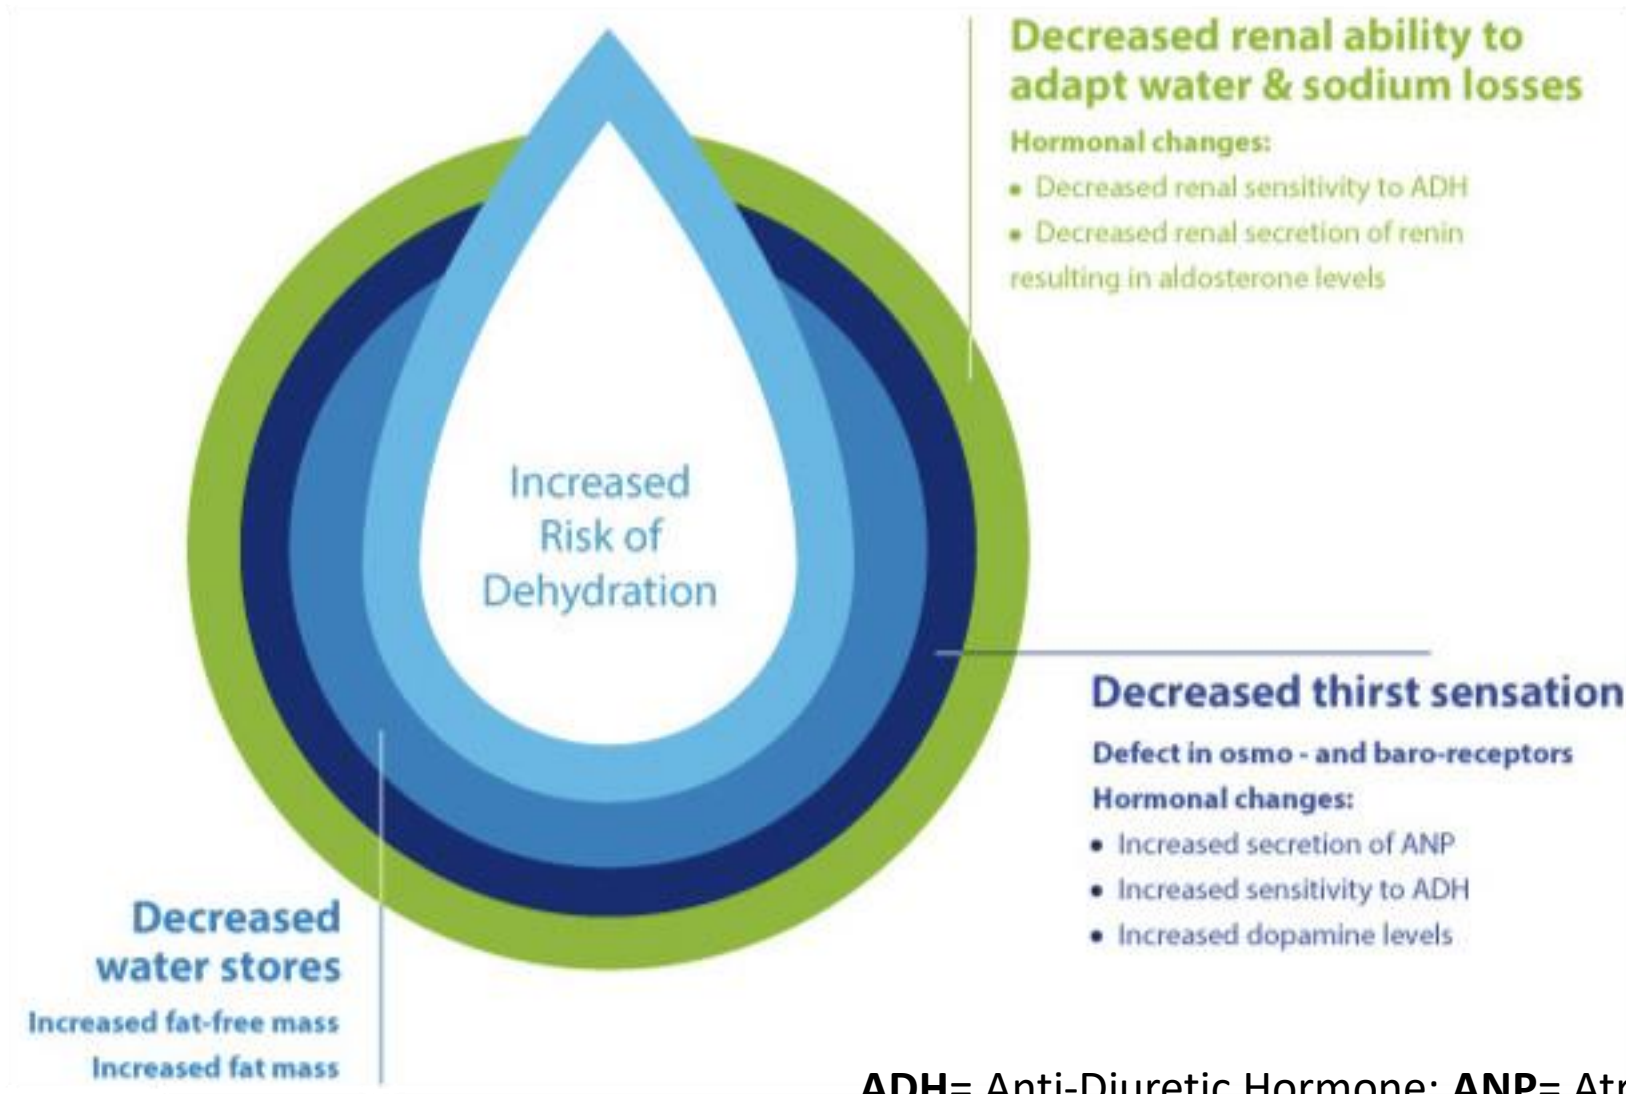 Decreased renal ability to
adapt water & sodium losses
Hormonal changes:
• Decreased renal sensitivity to ADH
• Decreased renal secretion of renin
resulting in aldosterone levels
Increased
Risk of
Dehydration
Decreased thirst sensation
Defect in osmo - and baro-receptors
Hormonal changes:
• Increased secretion of ANP
• Increased sensitivity to ADH
• Increased dopamine levels
Decreased
water stores
Increased fat-free mass
Increased fat mass
ADH= Anti-Diuretic Hormone; ANP=